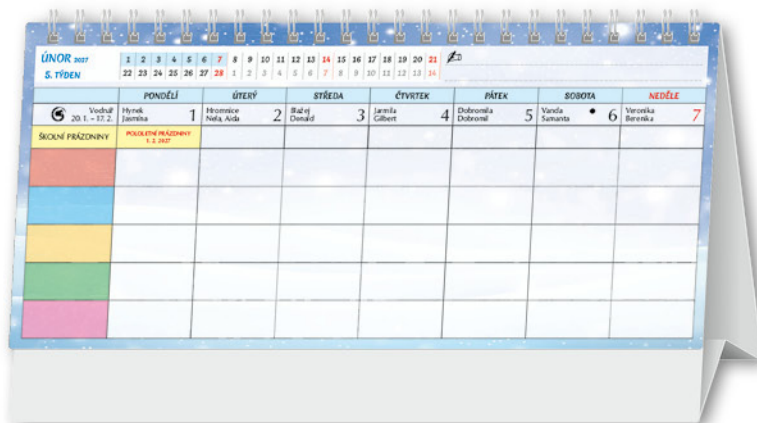 ÚNOR 2027
1 2 3 4 5 6 7 8 9 10 11 12 13 14 15 16 17 18 19 20 21
5. TÝDEN
22 23 24 25 26 27 28 1 2 3 4 5 6 7 8 9 10 11 12 13 14
PONDĚLÍ ÚTERÝ STŘEDA ČTVRTEK PÁTEK SOBOTA NEDĚLE
Vodnář
20. 1. – 17. 2.
Hynek
Jasmína
1
Hromnice
Nela, Aida
2
Blažej
Donald
3
Jarmila
Gilbert
4
Dobromila
Dobromil
5
Vanda
Samanta
6
Veronika
Berenika
7
ŠKOLNÍ PRÁZDNINY
POLOLETNÍ PRÁZDNINY
1. 2. 2027